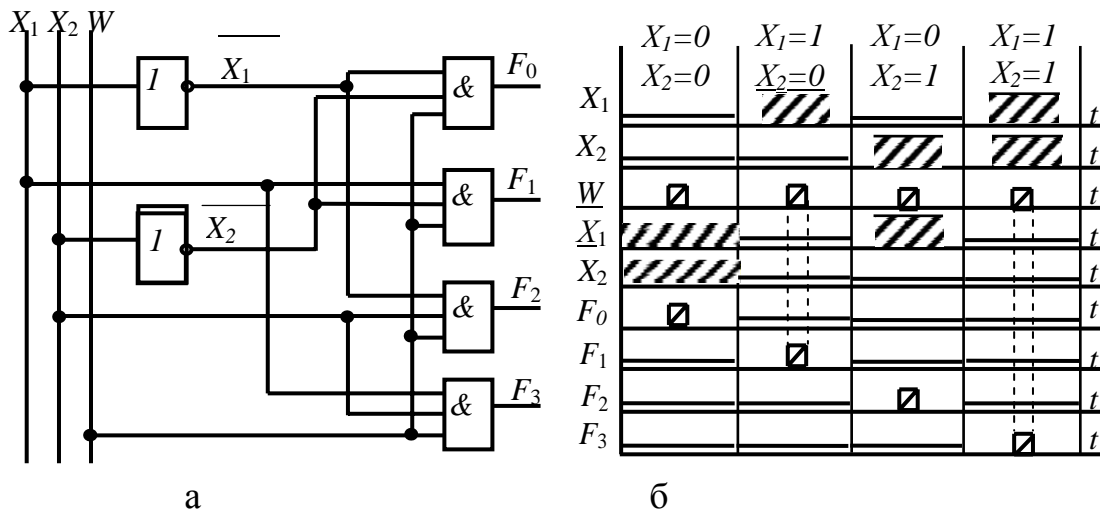 X1 X2 W
1
X1
&
F0
&
F1
1
X2
&
F2
&
F3
а
X1=0 X1=1 X1=0 X1=1
X2=0 X2=0 X2=1 X2=1
X1 t
X2 t
W t
X1 t
X2 t
F0 t
F1 t
F2 t
F3 t
б